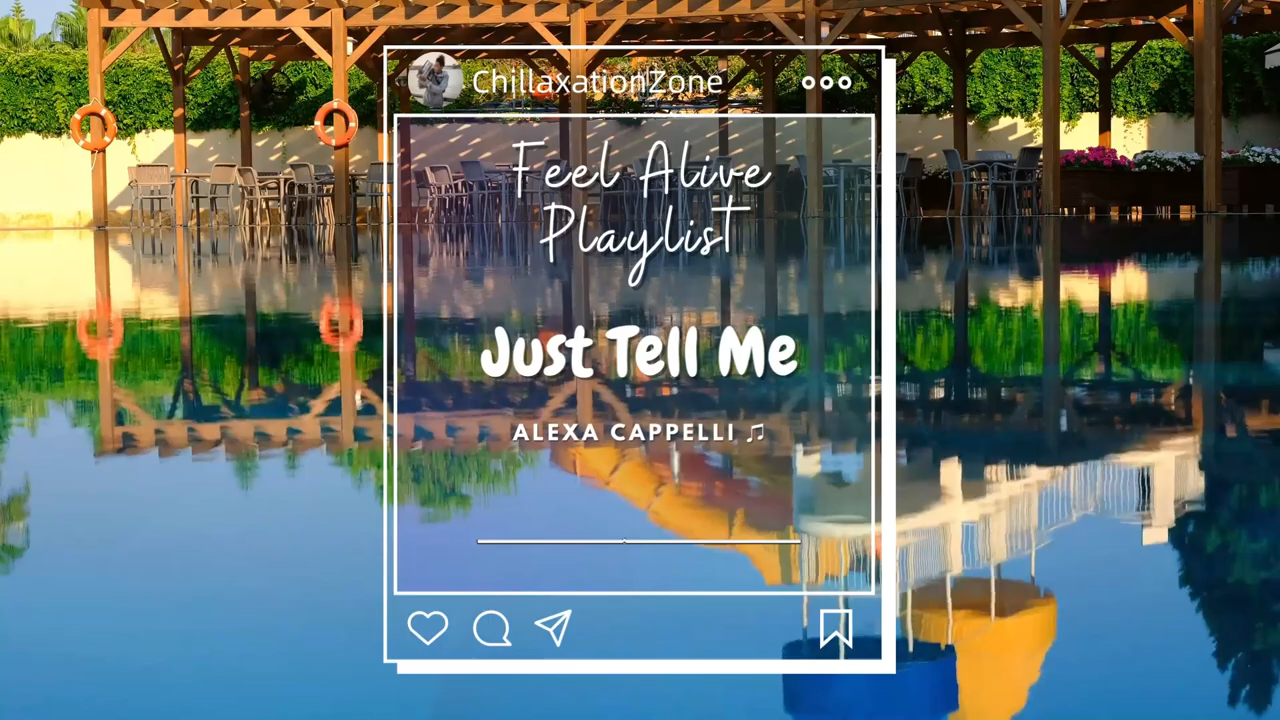 ChillaxationZone
Feel Alive
Playlist
Just Tell Me
ALEXA CAPPELLI ♫